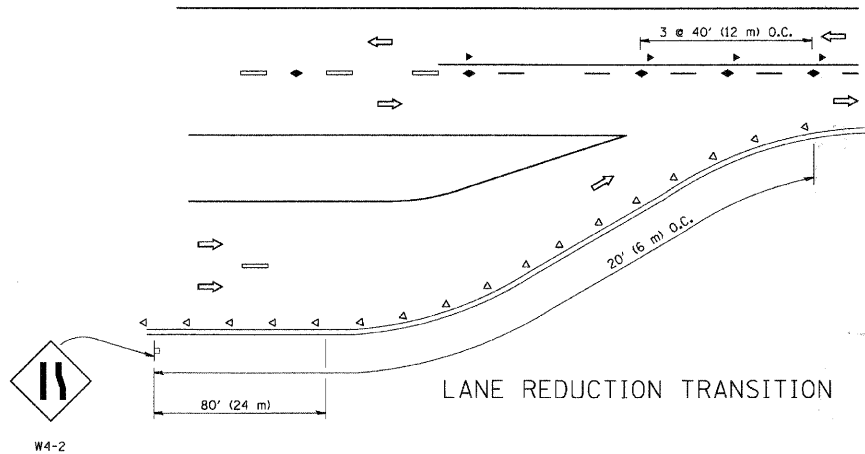 3 @ 40' (12 m) O.C.
20' (6 m) O.C.
80' (24 m)
LANE REDUCTION TRANSITION
W4-2